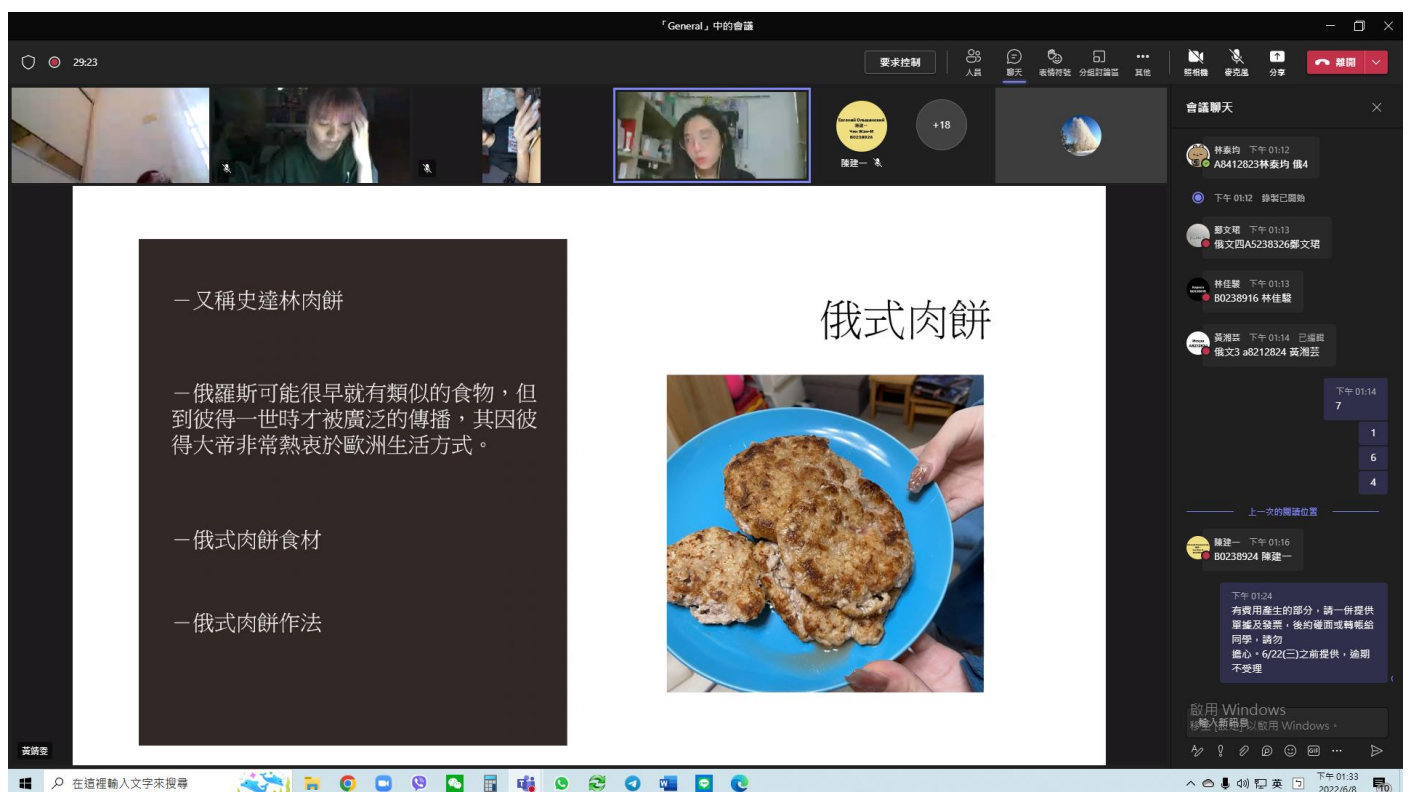 「General」中的會議
29:23
要求控制
人員
聊天
表情符號
分組討論區
其他
照相機
麥克風
分享
離開
陳建一
+18
會議聊天
林泰均 下午 01:12
A8412823林泰均 俄4
下午 01:12 錄製已開始
鄭文珺 下午 01:13
俄文四A5238326鄭文珺
林佳駿 下午 01:13
B0238916 林佳駿
黃湘芸 下午 01:14 已編輯
俄文3 a8212824 黃湘芸
下午 01:14
7
1
6
4
上一次的閱讀位置
陳建一 下午 01:16
B0238924 陳建一
下午 01:24
有費用產生的部分，請一併提供
單據及發票，後約碰面或轉帳給
同學，請勿
擔心。6/22(三)之前提供，逾期
不受理
啟用 Windows
輸入新訊息
以啟用 Windows。
俄式肉餅
－又稱史達林肉餅
－俄羅斯可能很早就有類似的食物，但
到彼得一世時才被廣泛的傳播，其因彼
得大帝非常熱衷於歐洲生活方式。
－俄式肉餅食材
－俄式肉餅作法
在這裡輸入文字來搜尋
英
下午 01:33
2022/6/8